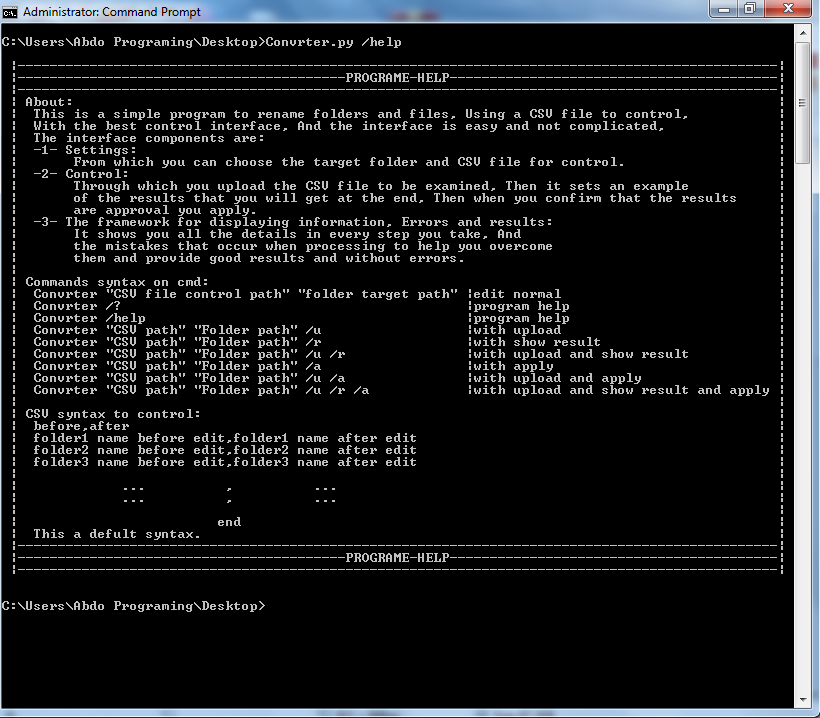 Administrator: Command Prompt
C:\Users\Abdo Programing\Desktop>Convrter.py /help
|-----------------------------------------------------------------------------------------------|
|-----------------------------------------PROGRAME-HELP-----------------------------------------|
|-----------------------------------------------------------------------------------------------|
| About:
| This is a simple program to rename folders and files, Using a CSV file to control,
| With the best control interface, And the interface is easy and not complicated,
| The interface components are:
| -1- Settings:
| From which you can choose the target folder and CSV file for control.
| -2- Control:
| Through which you upload the CSV file to be examined, Then it sets an example
| of the results that you will get at the end, Then when you confirm that the results
| are approval you apply.
| -3- The framework for displaying information, Errors and results:
| It shows you all the details in every step you take, And
| the mistakes that occur when processing to help you overcome
| them and provide good results and without errors.
| Commands syntax on cmd:
| Convrter "CSV file control path" "folder target path" |edit normal
| Convrter /? |program help
| Convrter /help |program help
| Convrter "CSV path" "Folder path" /u |with upload
| Convrter "CSV path" "Folder path" /r |with show result
| Convrter "CSV path" "Folder path" /u /r |with upload and show result
| Convrter "CSV path" "Folder path" /a |with apply
| Convrter "CSV path" "Folder path" /u /a |with upload and apply
| Convrter "CSV path" "Folder path" /u /r /a |with upload and show result and apply |
| CSV syntax to control:
| before,after
| folder1 name before edit,folder1 name after edit
| folder2 name before edit,folder2 name after edit
| folder3 name before edit,folder3 name after edit
| ... , ...
| ... , ...
| end
| This a defult syntax.
|-----------------------------------------------------------------------------------------------|
|-----------------------------------------PROGRAME-HELP-----------------------------------------|
|-----------------------------------------------------------------------------------------------|
C:\Users\Abdo Programing\Desktop>